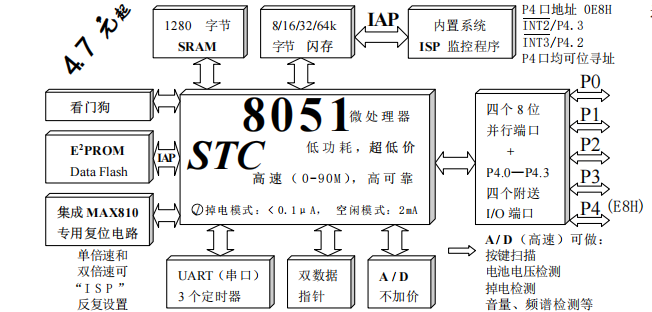 4.7元起
1280 字节
SRAM
8/16/32/64k
字节 闪存
IAP
内置系统
ISP 监控程序
P4 口地址 0E8H
INT2/P4.3
INT3/P4.2
P4 口均可位寻址
看门狗
E²PROM
Data Flash
IAP
集成 MAX810
专用复位电路
单倍速和
双倍速可
“ISP”
反复设置
8051 微处理器
STC
低功耗，超低价
高速（0-90M），高可靠
掉电模式：<0.1μA， 空闲模式：2mA
四个 8 位
并行端口
+
P4.0—P4.3
四个附送
I/O 端口
P0
P1
P2
P3
P4 (E8H)
UART（串口）
3 个定时器
双数据
指针
A / D
不加价
A / D（高速）可做：
按键扫描
电池电压检测
掉电检测
音量、频谱检测等